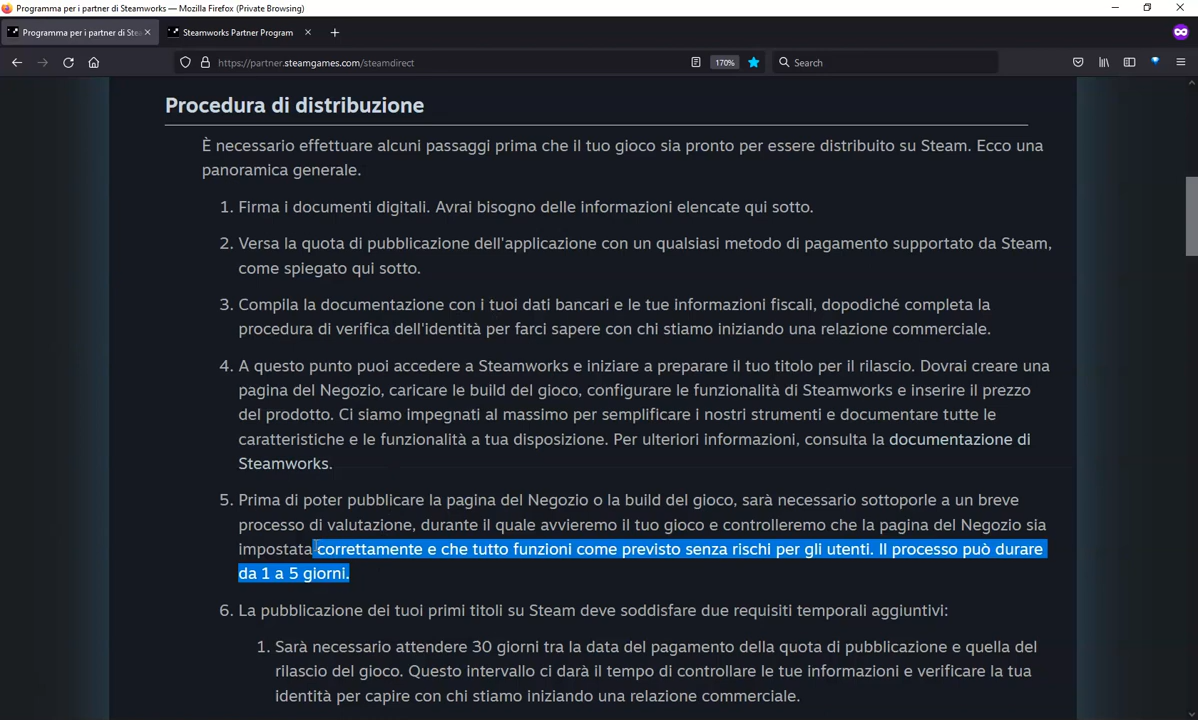 Programma per i partner di Steamworks — Mozilla Firefox (Private Browsing)
Programma per i partner di Stea
Steamworks Partner Program
https://partner.steamgames.com/steamdirect
170%
Search
Procedura di distribuzione
È necessario effettuare alcuni passaggi prima che il tuo gioco sia pronto per essere distribuito su Steam. Ecco una
panoramica generale.
1. Firma i documenti digitali. Avrai bisogno delle informazioni elencate qui sotto.
2. Versa la quota di pubblicazione dell'applicazione con un qualsiasi metodo di pagamento supportato da Steam,
come spiegato qui sotto.
3. Compila la documentazione con i tuoi dati bancari e le tue informazioni fiscali, dopodiché completa la
procedura di verifica dell'identità per farci sapere con chi stiamo iniziando una relazione commerciale.
4. A questo punto puoi accedere a Steamworks e iniziare a preparare il tuo titolo per il rilascio. Dovrai creare una
pagina del Negozio, caricare le build del gioco, configurare le funzionalità di Steamworks e inserire il prezzo
del prodotto. Ci siamo impegnati al massimo per semplificare i nostri strumenti e documentare tutte le
caratteristiche e le funzionalità a tua disposizione. Per ulteriori informazioni, consulta la documentazione di
Steamworks.
5. Prima di poter pubblicare la pagina del Negozio o la build del gioco, sarà necessario sottoporle a un breve
processo di valutazione, durante il quale avvieremo il tuo gioco e controlleremo che la pagina del Negozio sia
impostata correttamente e che tutto funzioni come previsto senza rischi per gli utenti. Il processo può durare
da 1 a 5 giorni.
6. La pubblicazione dei tuoi primi titoli su Steam deve soddisfare due requisiti temporali aggiuntivi:
1. Sarà necessario attendere 30 giorni tra la data del pagamento della quota di pubblicazione e quella del
rilascio del gioco. Questo intervallo ci darà il tempo di controllare le tue informazioni e verificare la tua
identità per capire con chi stiamo iniziando una relazione commerciale.